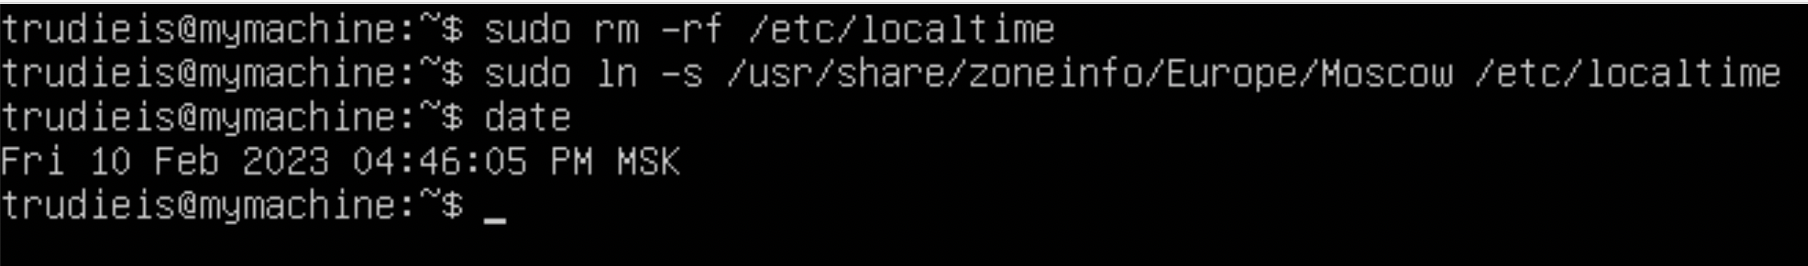 trudieis@mymachine:~$ sudo rm -rf /etc/localtime
trudieis@mymachine:~$ sudo ln -s /usr/share/zoneinfo/Europe/Moscow /etc/localtime
trudieis@mymachine:~$ date
Fri 10 Feb 2023 04:46:05 PM MSK
trudieis@mymachine:~$ _